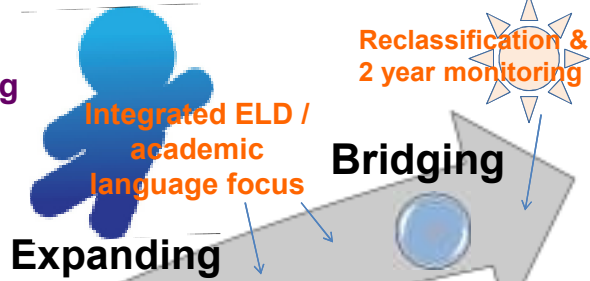 Reclassification &
2 year monitoring
g
Integrated ELD /
academic
language focus
Bridging
Expanding